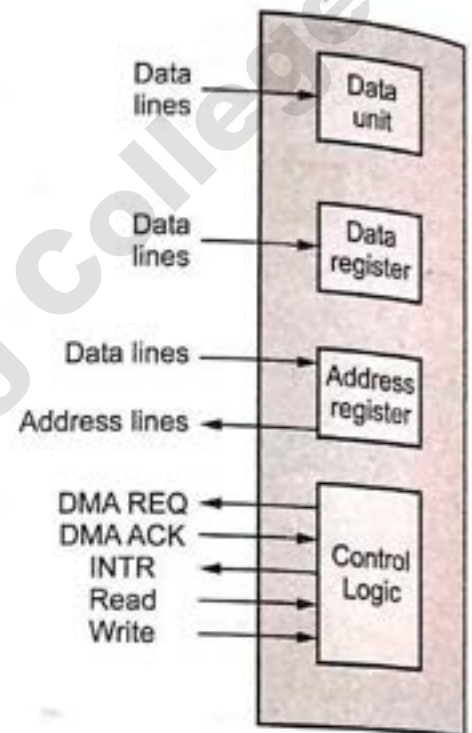 Data
lines
Data
unit
Data
lines
Data
register
Data lines
Address lines
Address
register
DMA REQ
DMA ACK
INTR
Read
Write
Control
Logic
College